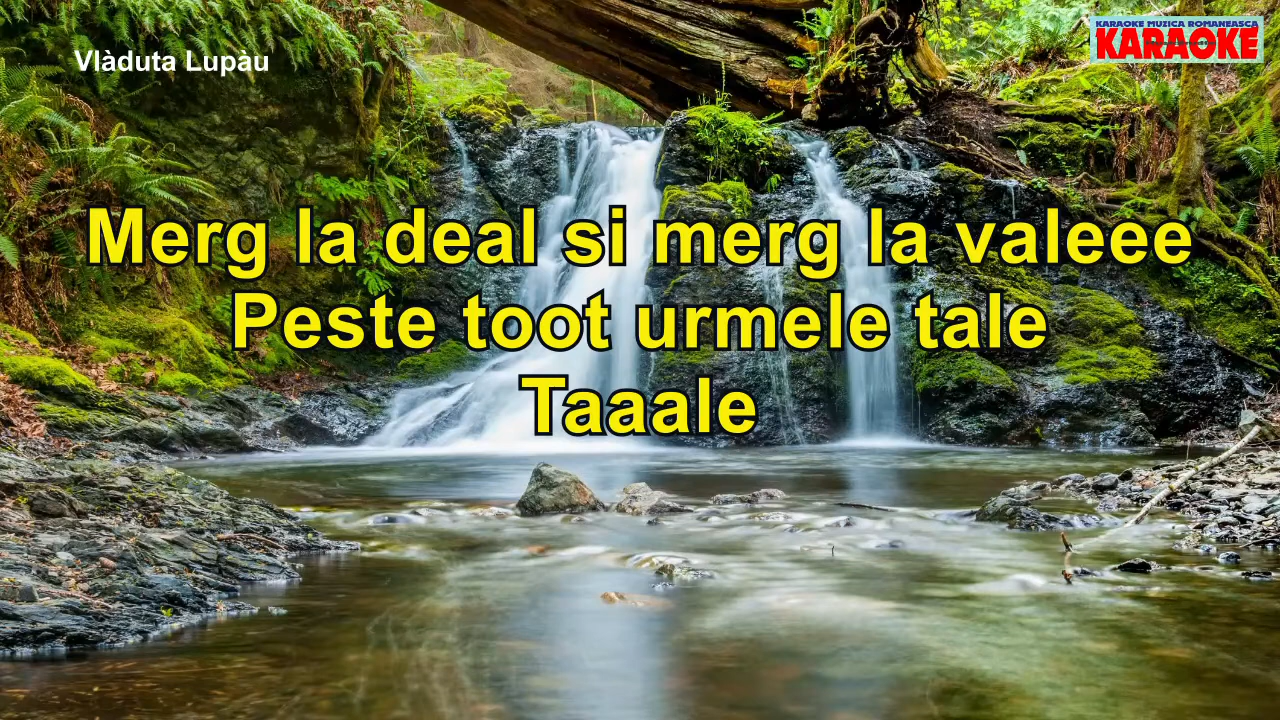 Vlàduta Lupàu
KARAOKE MUZICA ROMANEASCA
KARAOKE
Merg la deal si merg la valeee
Peste toot urmele tale
Taaale